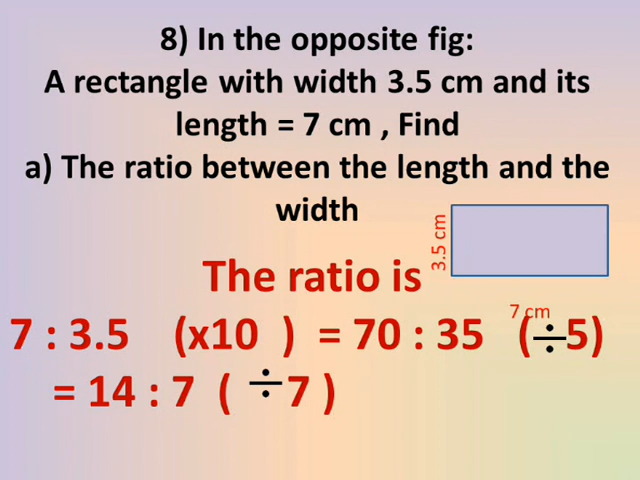 8) In the opposite fig:
A rectangle with width 3.5 cm and its
length = 7 cm , Find
a) The ratio between the length and the
width
3.5 cm
The ratio is
7 cm
7 : 3.5 (x10 ) = 70 : 35 (÷5)
= 14 : 7 ( ÷7 )